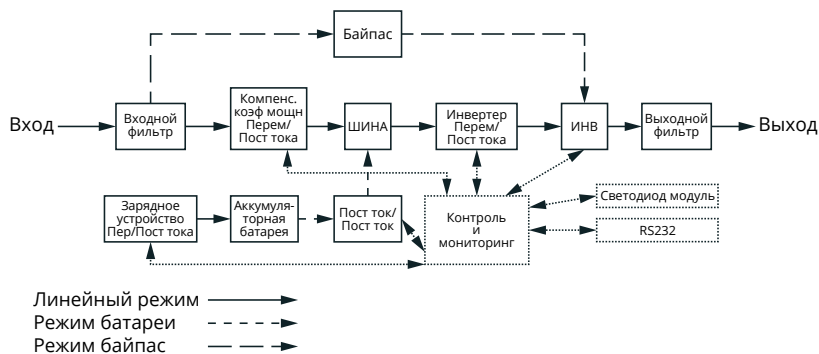 Байпас
Вход
Входной
фильтр
Компенс.
коэф мощн
Перем/
Пост тока
ШИНА
Инвертер
Перем/
Пост тока
ИНВ
Выходной
фильтр
Выход
Зарядное
устройство
Пер/Пост тока
Аккумуля-
торная
батарея
Пост ток/
Пост ток
Контроль
и
мониторинг
Светодиод модуль
RS232
Линейный режим
Режим батареи
Режим байпас